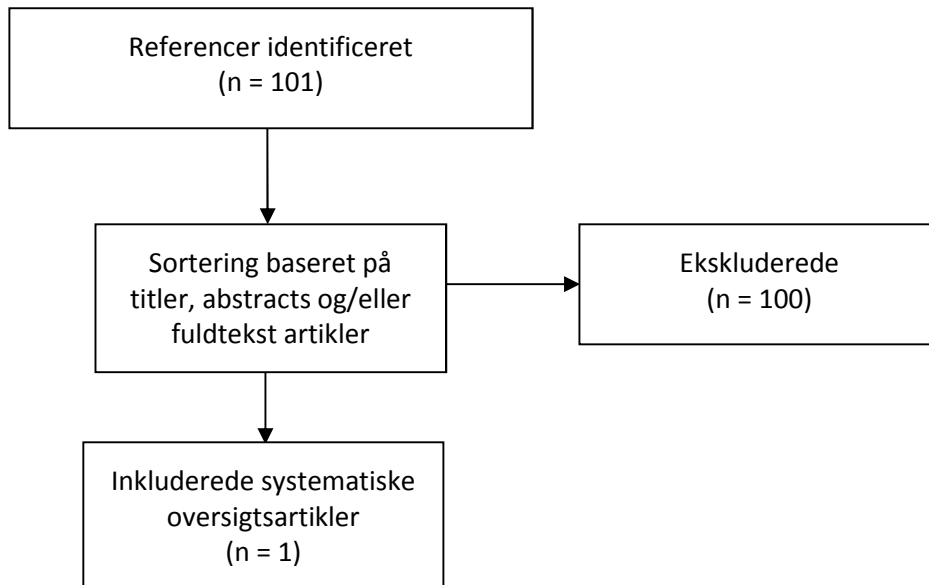 Referencer identificeret
(n = 101)
Sortering baseret på
titler, abstracts og/eller
fuldtekst artikler
Ekskluderede
(n = 100)
Inkluderede systematiske
oversigtsartikler
(n = 1)